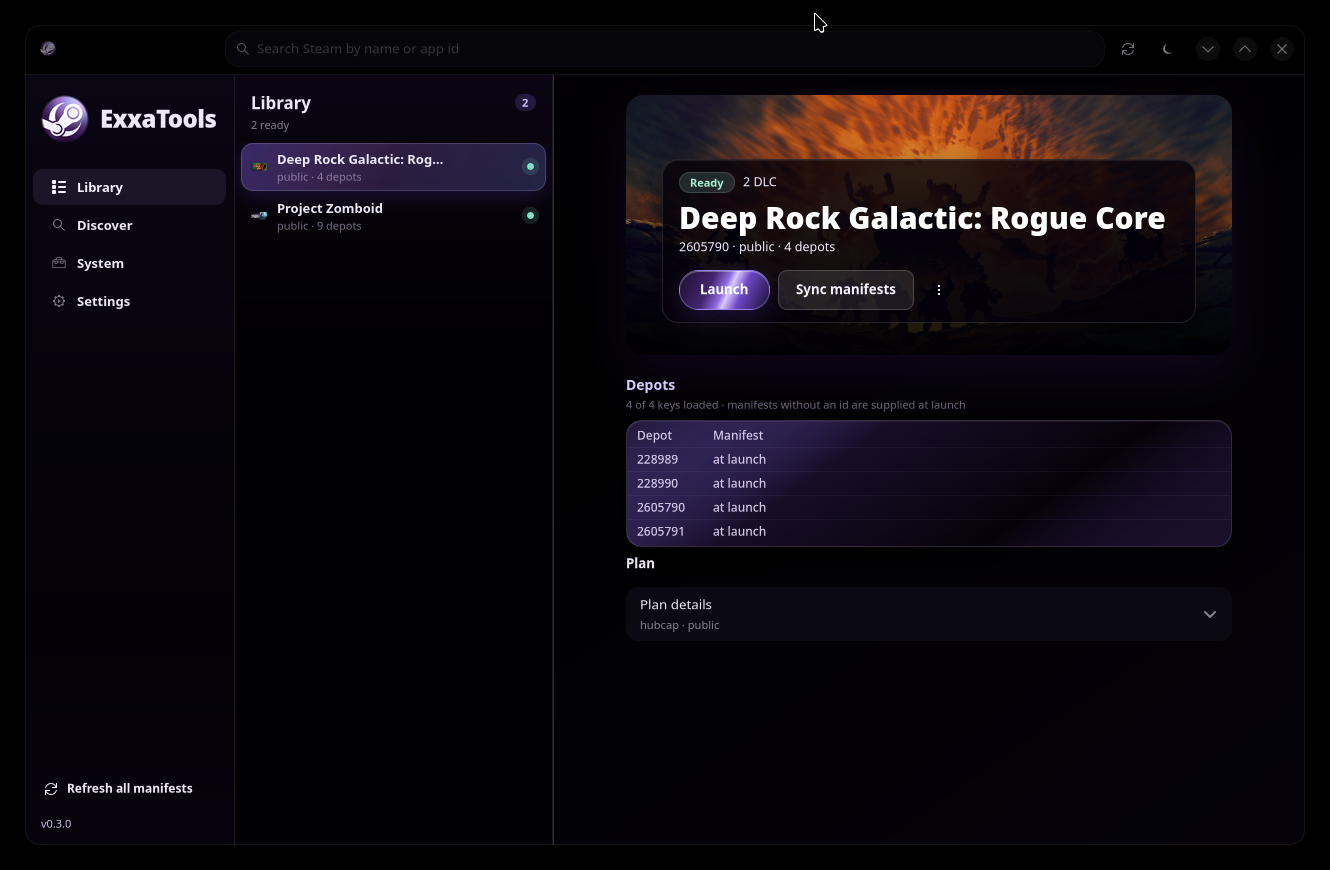 Search Steam by name or app id
ExxaTools
Library
Discover
System
Settings
Refresh all manifests
v0.3.0
Library
2
2 ready
Deep Rock Galactic: Rog...
public · 4 depots
Project Zomboid
public · 9 depots
Ready 2 DLC
Deep Rock Galactic: Rogue Core
2605790 · public · 4 depots
Launch Sync manifests
Depots
4 of 4 keys loaded · manifests without an id are supplied at launch
Depot Manifest
228989 at launch
228990 at launch
2605790 at launch
2605791 at launch
Plan
Plan details
hubcap · public